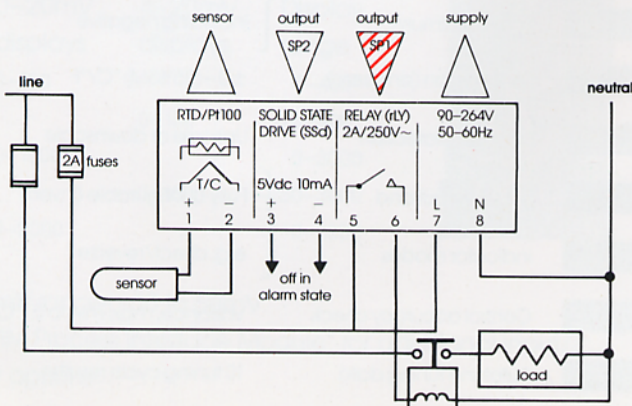 sensor output output supply
SP2 SP1
line neutral
RTD/Pt100 SOLID STATE RELAY (rLY) 90–264V
DRIVE (SSd) 2A/250V~ 50–60Hz
2A fuses
T/C 5Vdc 10mA
+ − + − L N
1 2 3 4 5 6 7 8
sensor off in
alarm state
load